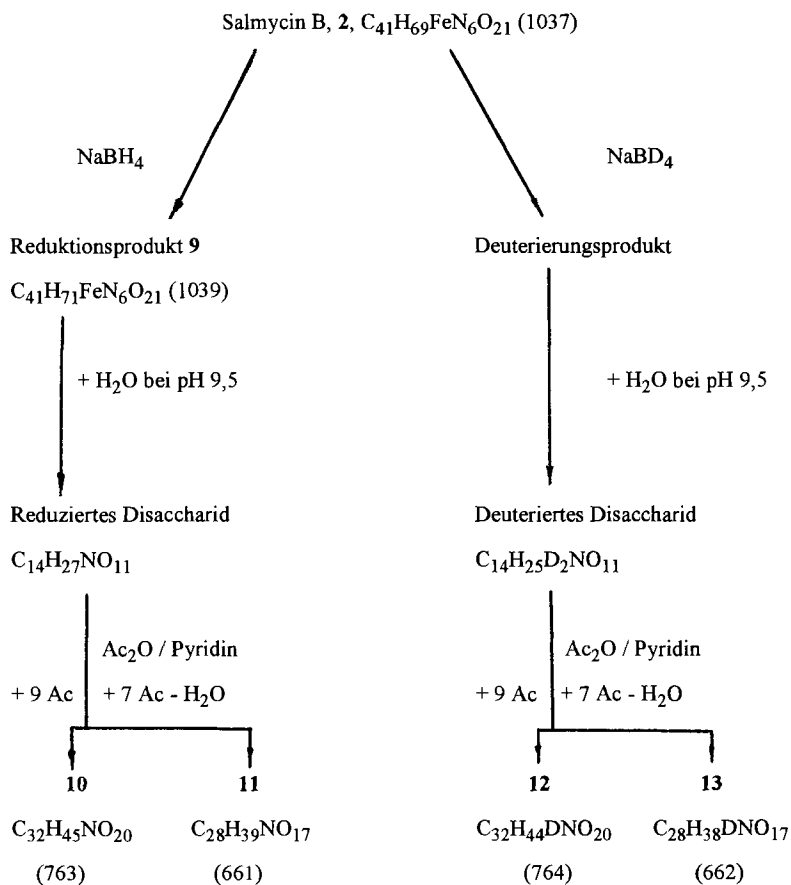 Salmycin B, 2, C₄₁H₆₉FeN₆O₂₁ (1037)
NaBH₄
NaBD₄
Reduktionsprodukt 9
Deuterierungsprodukt
C₄₁H₇₁FeN₆O₂₁ (1039)
+ H₂O bei pH 9,5
+ H₂O bei pH 9,5
Reduziertes Disaccharid
Deuteriertes Disaccharid
C₁₄H₂₇NO₁₁
C₁₄H₂₅D₂NO₁₁
Ac₂O / Pyridin
Ac₂O / Pyridin
+ 9 Ac
+ 7 Ac - H₂O
+ 9 Ac
+ 7 Ac - H₂O
10
11
12
13
C₃₂H₄₅NO₂₀
C₂₈H₃₉NO₁₇
C₃₂H₄₄DNO₂₀
C₂₈H₃₈DNO₁₇
(763)
(661)
(764)
(662)